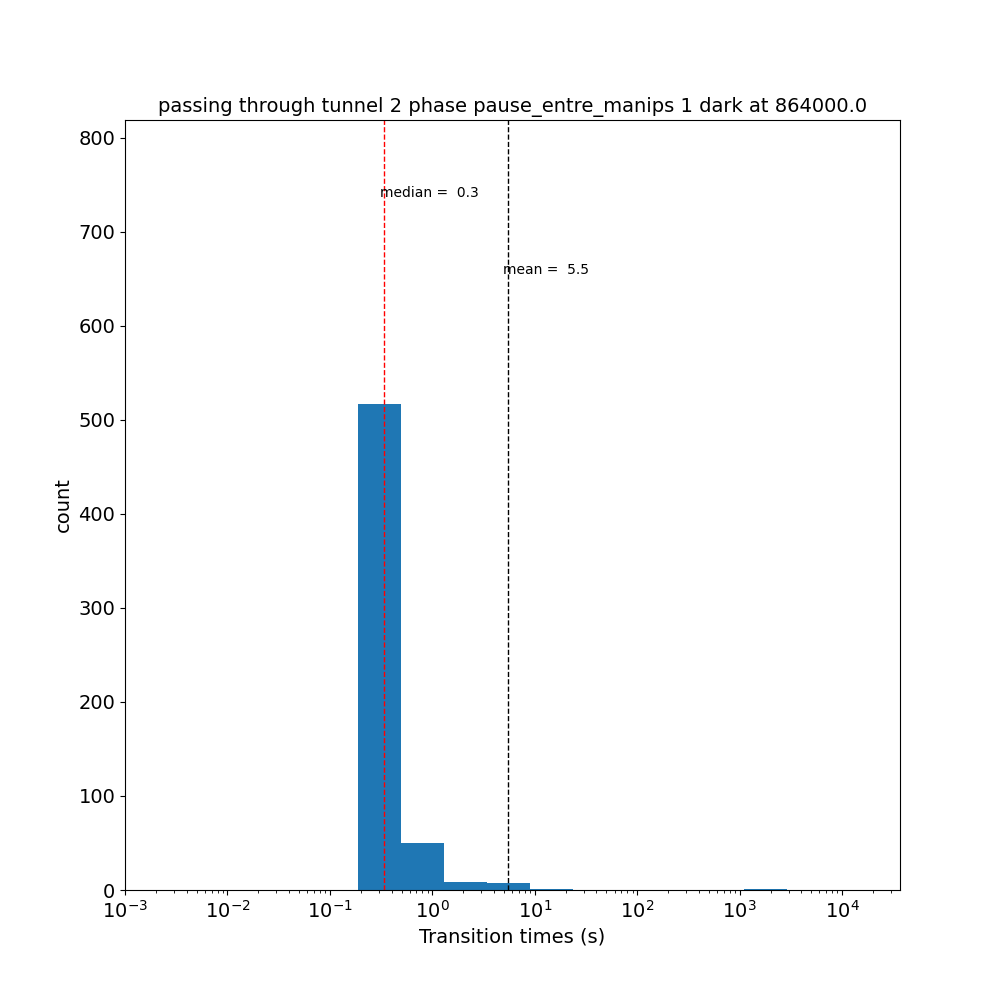 passing through tunnel 2 phase pause_entre_manips 1 dark at 864000.0
800
median =  0.3
700
mean =  5.5
600
500
count
400
300
200
100
0
10⁻³ 10⁻² 10⁻¹ 10⁰ 10¹ 10² 10³ 10⁴
Transition times (s)